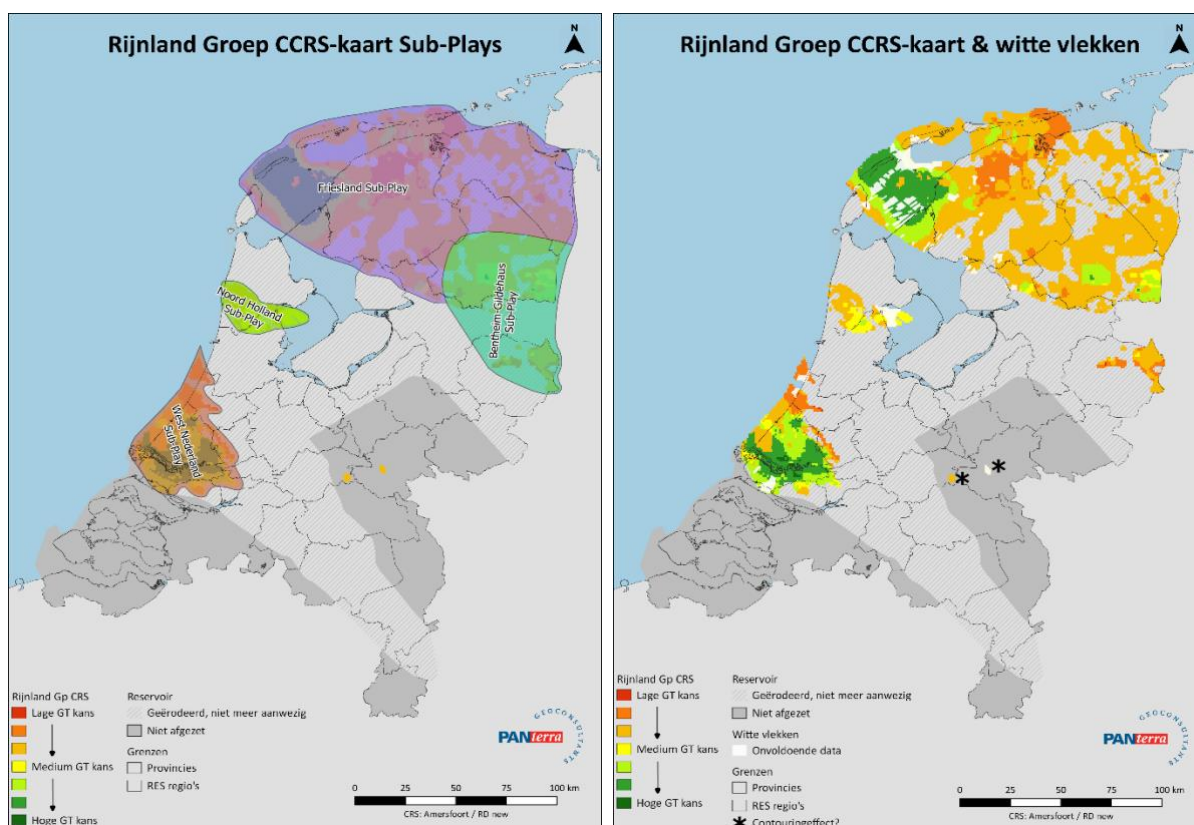 Rijnland Groep CCRS-kaart Sub-Plays
N
Friesland Sub-Play
Noord Holland
Sub-Play
Bentheim-Gildehaus
Sub-Play
West-Nederland
Sub-Play
Rijnland Gp CRS
Lage GT kans
Medium GT kans
Hoge GT kans
Reservoir
Geërodeerd, niet meer aanwezig
Niet afgezet
Grenzen
Provincies
RES regio's
PANterra
GEOCONSULTANTS
0 25 50 75 100 km
CRS: Amersfoort / RD new
Rijnland Groep CCRS-kaart & witte vlekken
N
Rijnland Gp CRS
Lage GT kans
Medium GT kans
Hoge GT kans
Reservoir
Geërodeerd, niet meer aanwezig
Niet afgezet
Witte vlekken
Onvoldoende data
Grenzen
Provincies
RES regio's
Contouringeffect?
PANterra
GEOCONSULTANTS
0 25 50 75 100 km
CRS: Amersfoort / RD new